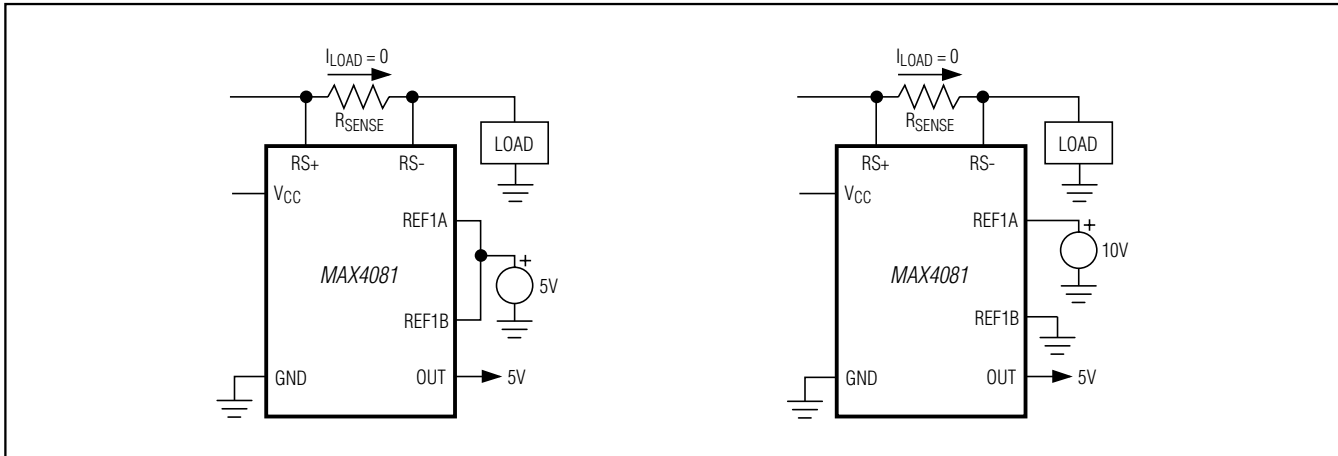 I_LOAD = 0
R_SENSE
LOAD
RS+ RS-
V_CC
REF1A
MAX4081
+
5V
REF1B
GND OUT 5V
I_LOAD = 0
R_SENSE
LOAD
RS+ RS-
V_CC
REF1A
+
10V
MAX4081
REF1B
GND OUT 5V